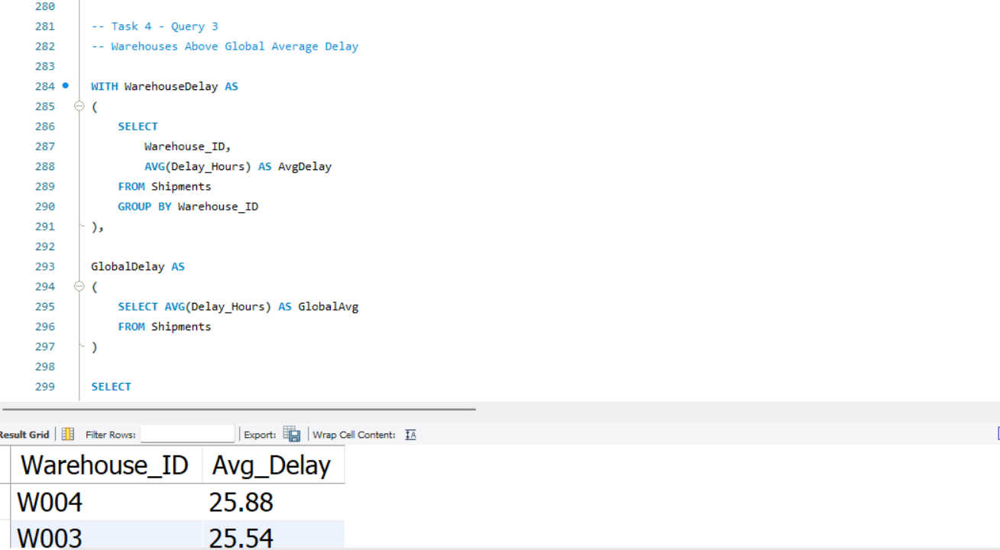 280
281 -- Task 4 - Query 3
282 -- Warehouses Above Global Average Delay
283
284 WITH WarehouseDelay AS
285 (
286 SELECT
287 Warehouse_ID,
288 AVG(Delay_Hours) AS AvgDelay
289 FROM Shipments
290 GROUP BY Warehouse_ID
291 ),
292
293 GlobalDelay AS
294 (
295 SELECT AVG(Delay_Hours) AS GlobalAvg
296 FROM Shipments
297 )
298
299 SELECT
Result Grid Filter Rows: Export: Wrap Cell Content:
Warehouse_ID Avg_Delay
W004 25.88
W003 25.54